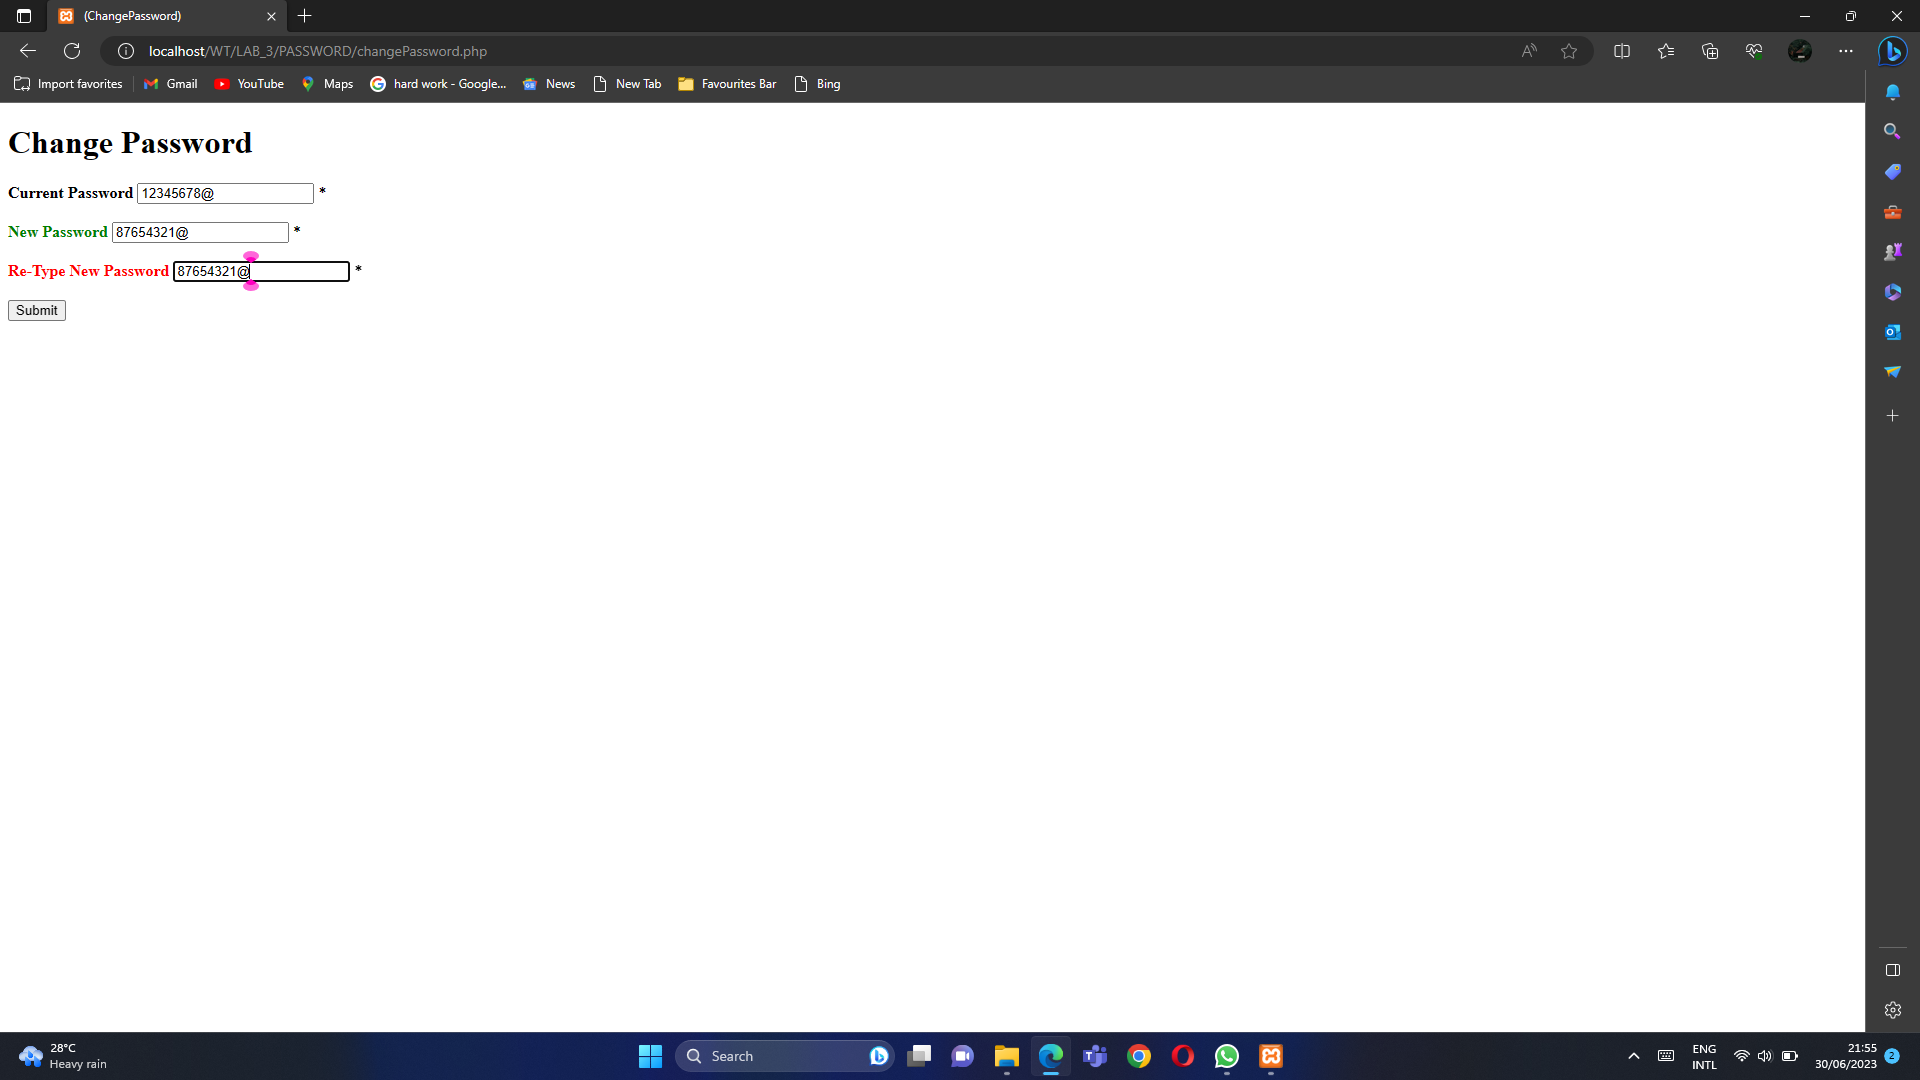 (ChangePassword)
localhost/WT/LAB_3/PASSWORD/changePassword.php
Import favorites Gmail YouTube Maps hard work - Google... News New Tab Favourites Bar Bing
Change Password
Current Password 12345678@ *
New Password 87654321@ *
Re-Type New Password 87654321@ *
Submit
28°C
Heavy rain
Search
ENG
INTL
21:55
30/06/2023
2